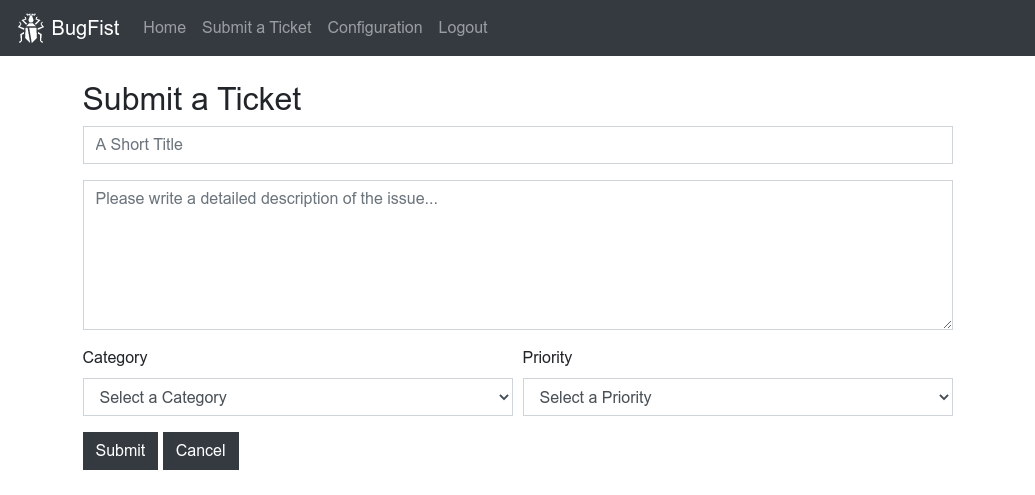 BugFist Home Submit a Ticket Configuration Logout
Submit a Ticket
A Short Title
Please write a detailed description of the issue...
Category Priority
Select a Category Select a Priority
Submit Cancel